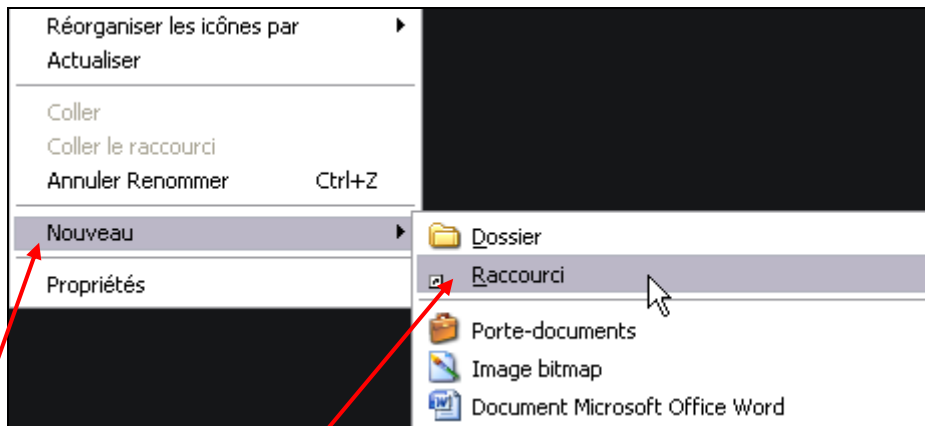 Réorganiser les icônes par
Actualiser
Coller
Coller le raccourci
Annuler Renommer Ctrl+Z
Nouveau
Propriétés
Dossier
Raccourci
Porte-documents
Image bitmap
Document Microsoft Office Word